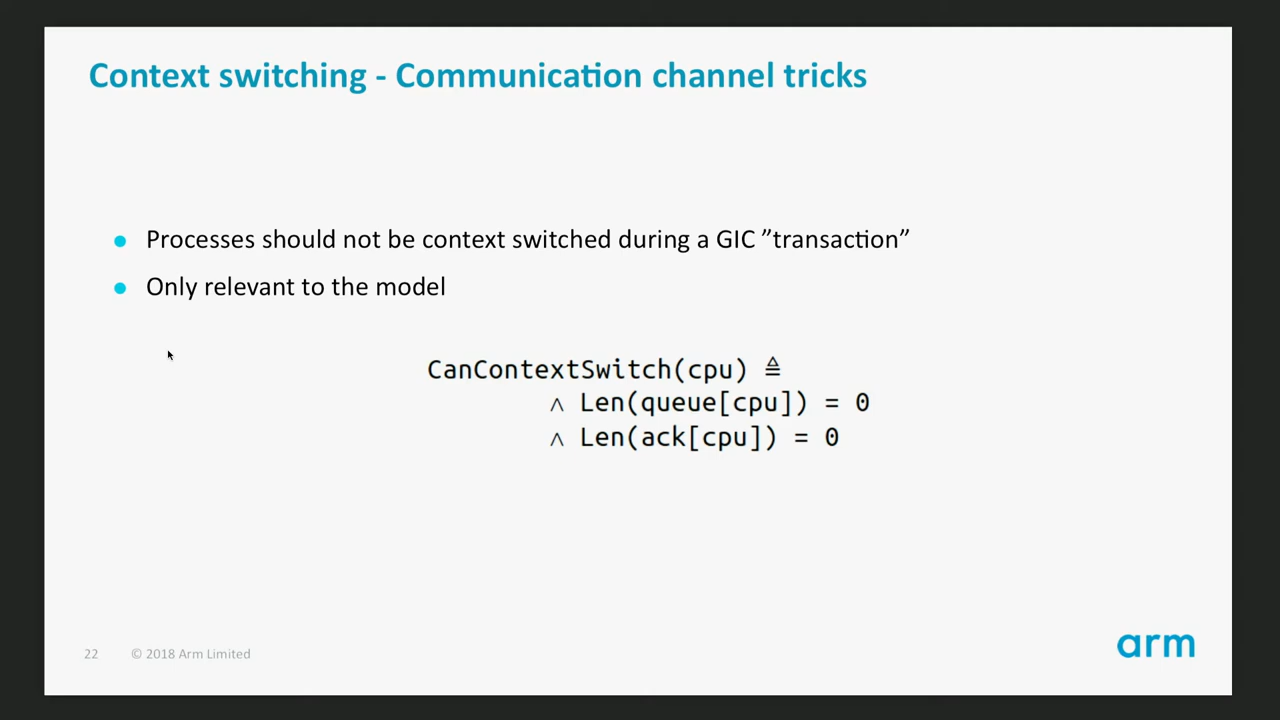 Context switching - Communication channel tricks
Processes should not be context switched during a GIC ”transaction”
Only relevant to the model
CanContextSwitch(cpu) ≜
∧ Len(queue[cpu]) = 0
∧ Len(ack[cpu]) = 0
22 © 2018 Arm Limited
arm